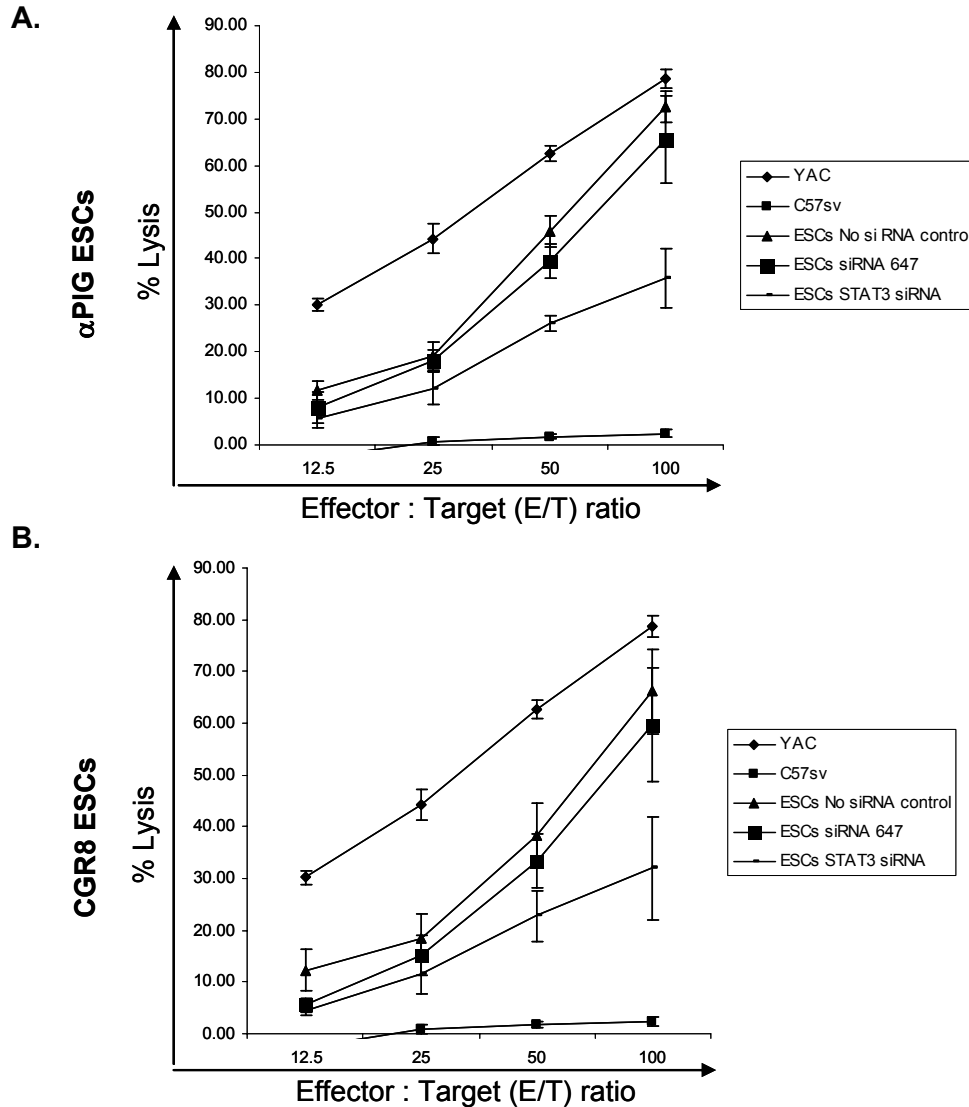 A.
αPIG ESCs
% Lysis
90.00
80.00
70.00
60.00
50.00
40.00
30.00
20.00
10.00
0.00
12.5 25 50 100
Effector : Target (E/T) ratio
YAC
C57sv
ESCs No si RNA control
ESCs siRNA 647
ESCs STAT3 siRNA
B.
CGR8 ESCs
% Lysis
90.00
80.00
70.00
60.00
50.00
40.00
30.00
20.00
10.00
0.00
12.5 25 50 100
Effector : Target (E/T) ratio
YAC
C57sv
ESCs No siRNA control
ESCs siRNA 647
ESCs STAT3 siRNA